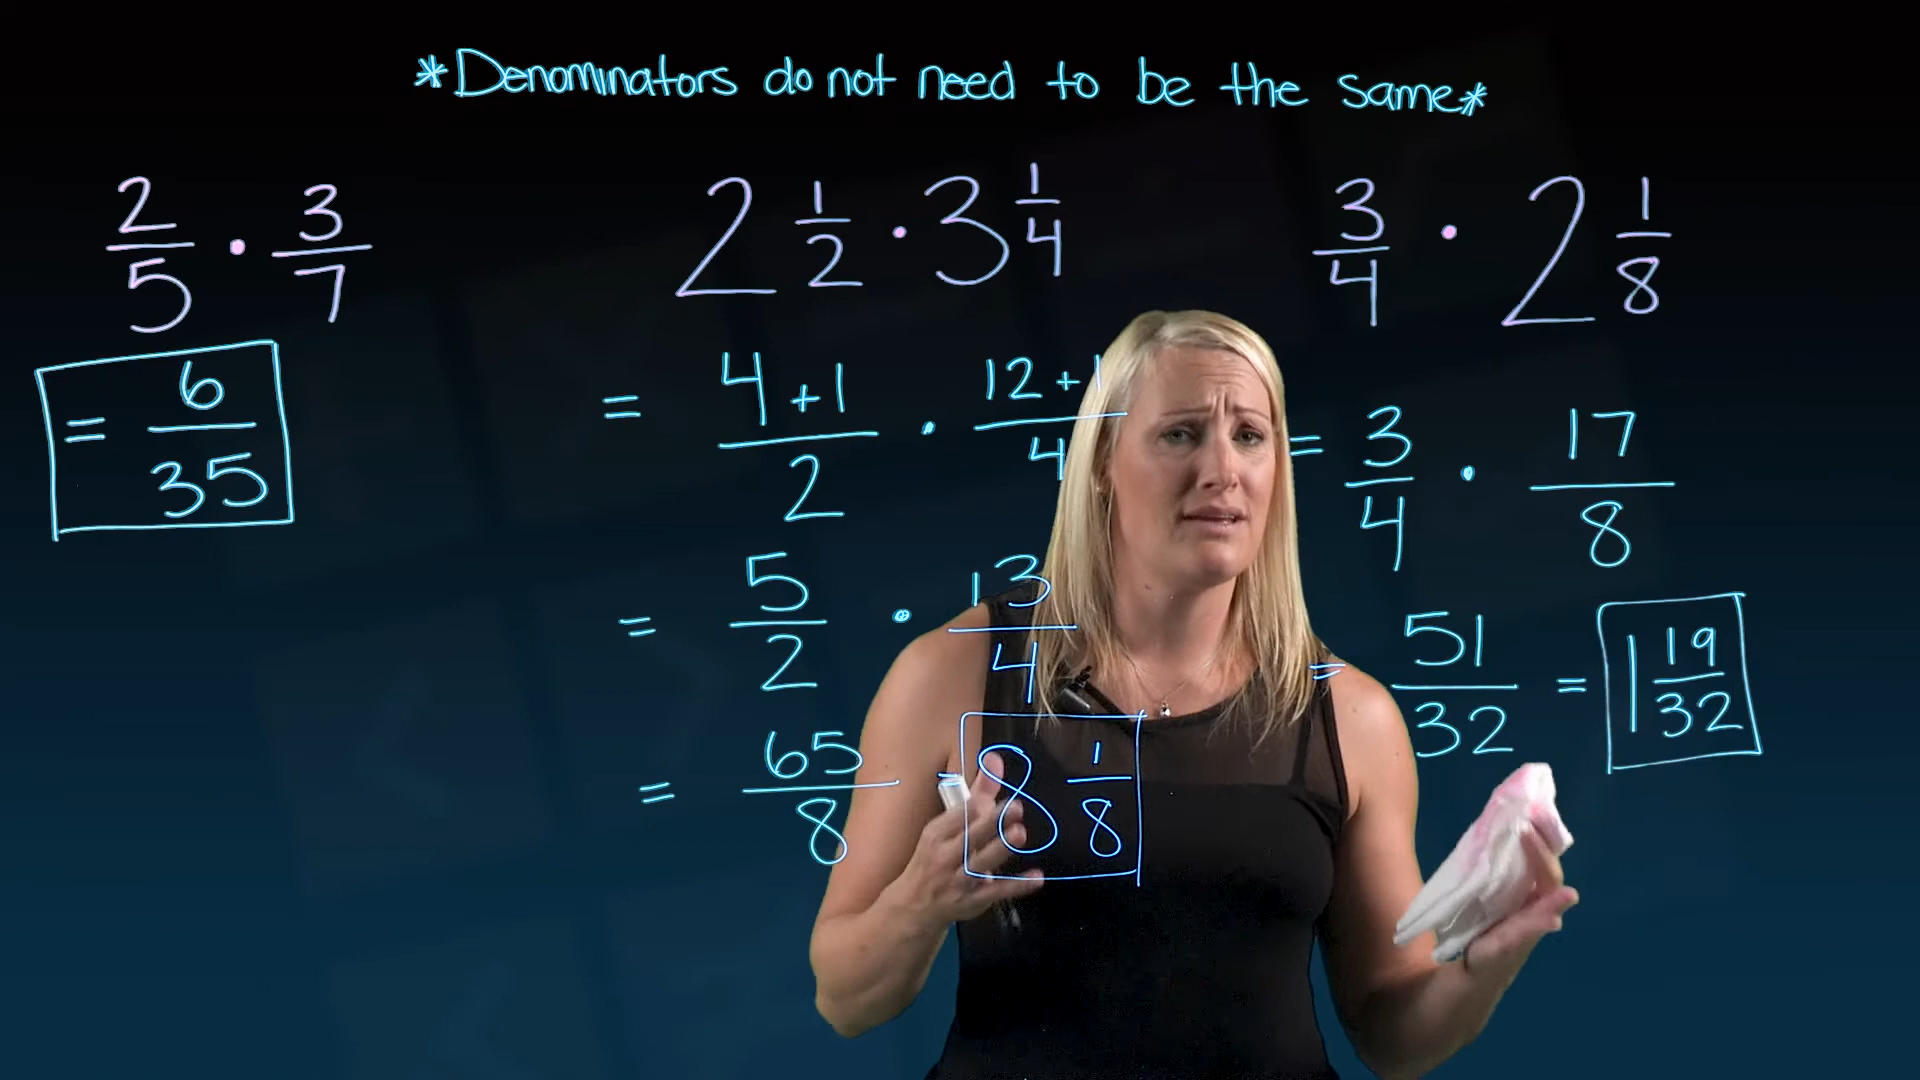 *Denominators do not need to be the same*
2/5 · 3/7
= 6/35
2 1/2 · 3 1/4
= 4+1/2 · 12+1/4
= 5/2 · 13/4
= 65/8 = 8 1/8
3/4 · 2 1/8
= 3/4 · 17/8
= 51/32 = 1 19/32